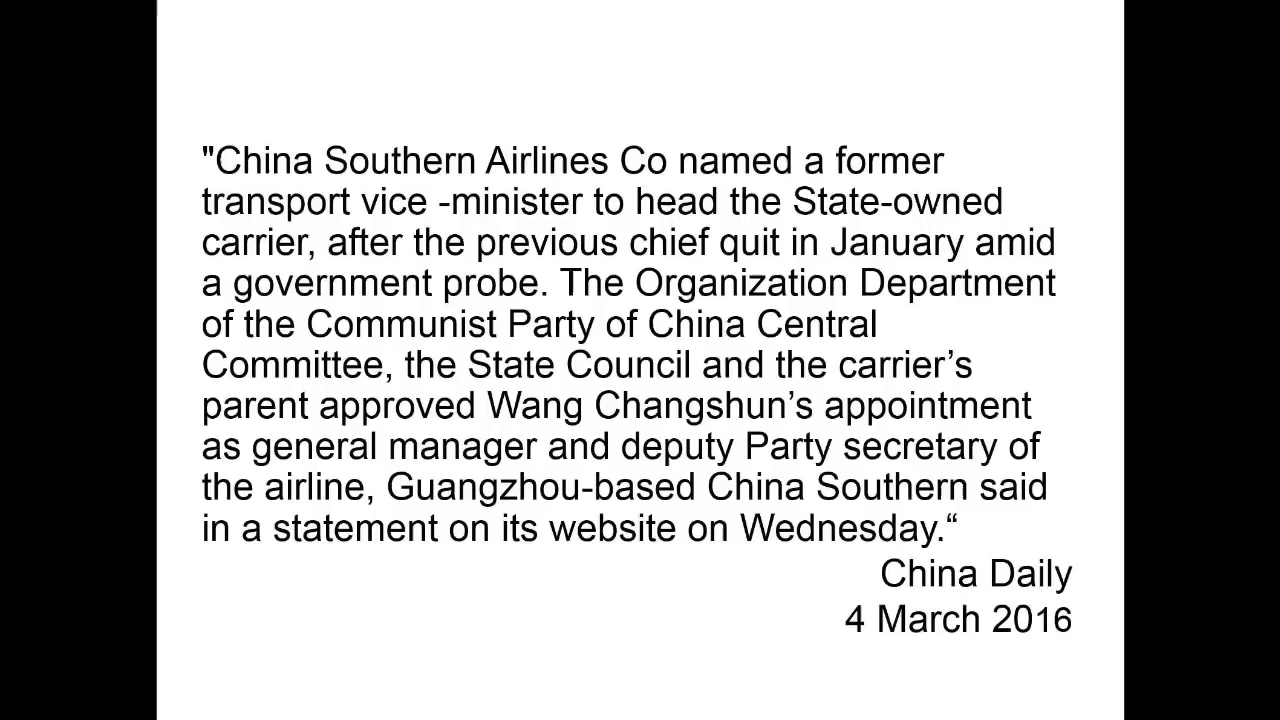 "China Southern Airlines Co named a former
transport vice -minister to head the State-owned
carrier, after the previous chief quit in January amid
a government probe. The Organization Department
of the Communist Party of China Central
Committee, the State Council and the carrier’s
parent approved Wang Changshun’s appointment
as general manager and deputy Party secretary of
the airline, Guangzhou-based China Southern said
in a statement on its website on Wednesday.“
China Daily
4 March 2016